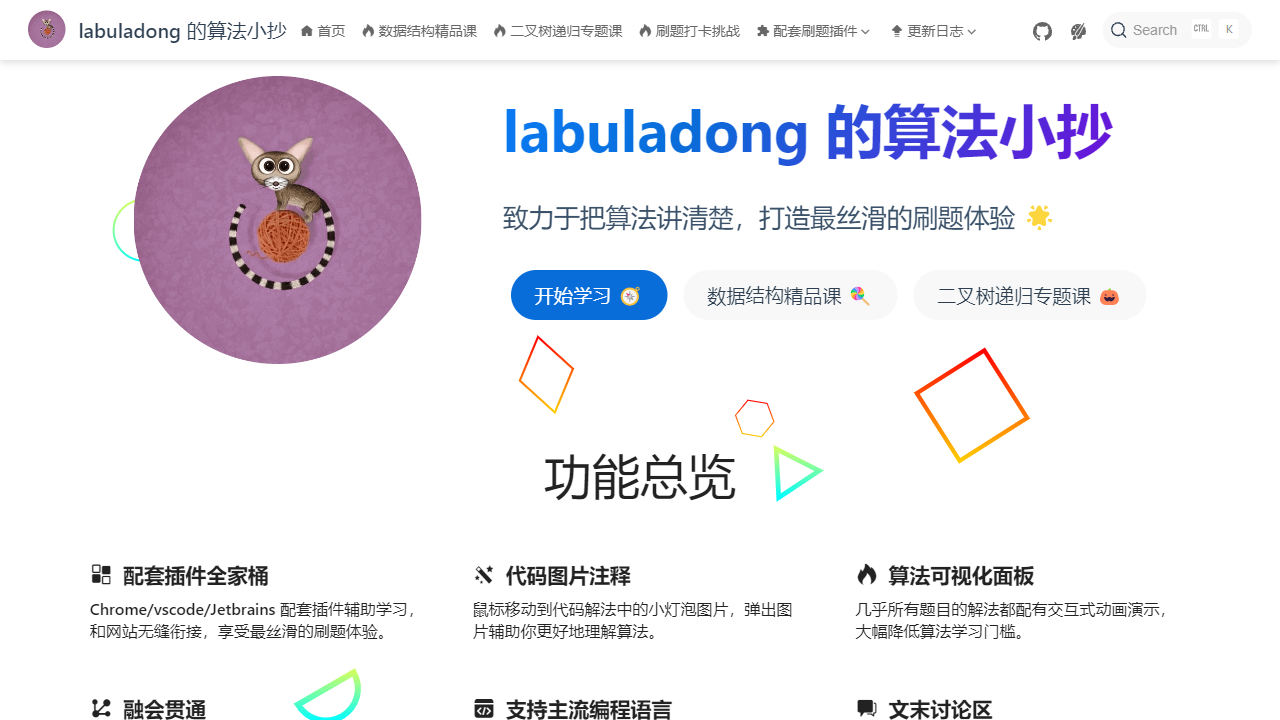 labuladong 的算法小抄
首页
数据结构精品课
二叉树递归专题课
刷题打卡挑战
配套刷题插件
更新日志
Search
CTRL
K
labuladong 的算法小抄
致力于把算法讲清楚，打造最丝滑的刷题体验 🌟
开始学习 🧭
数据结构精品课 🍭
二叉树递归专题课 🎃
功能总览
配套插件全家桶
Chrome/vscode/Jetbrains 配套插件辅助学习，
和网站无缝衔接，享受最丝滑的刷题体验。
代码图片注释
鼠标移动到代码解法中的小灯泡图片，弹出图
片辅助你更好地理解算法。
算法可视化面板
几乎所有题目的解法都配有交互式动画演示，
大幅降低算法学习门槛。
融会贯通
支持主流编程语言
文末讨论区